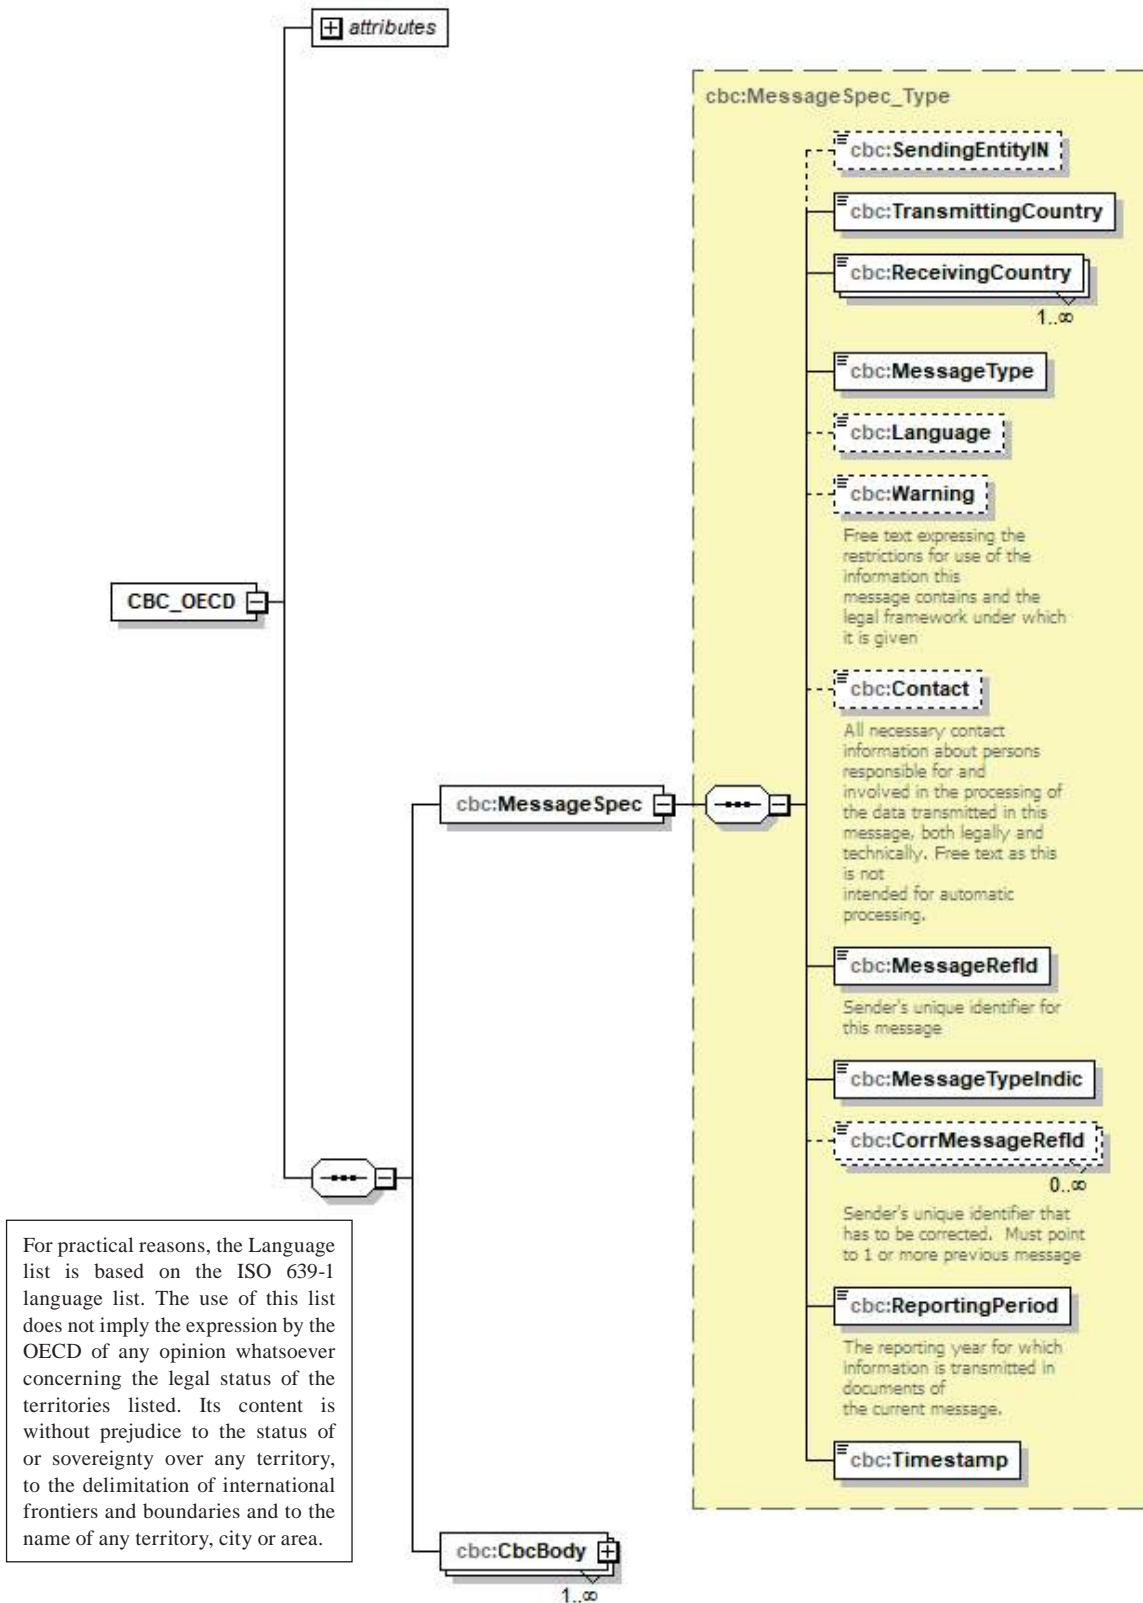 attributes
cbc:MessageSpec_Type
cbc:SendingEntityIN
cbc:TransmittingCountry
cbc:ReceivingCountry
1..∞
cbc:MessageType
cbc:Language
cbc:Warning
Free text expressing the
restrictions for use of the
information this
message contains and the
legal framework under which
it is given
CBC_OECD
cbc:Contact
All necessary contact
information about persons
responsible for and
involved in the processing of
the data transmitted in this
message, both legally and
technically. Free text as this
is not
intended for automatic
processing.
cbc:MessageSpec
cbc:MessageRefId
Sender's unique identifier for
this message
cbc:MessageTypeIndic
cbc:CorrMessageRefId
0..∞
Sender's unique identifier that
has to be corrected.  Must point
to 1 or more previous message
cbc:ReportingPeriod
The reporting year for which
information is transmitted in
documents of
the current message.
cbc:Timestamp
For practical reasons, the Language
list is based on the ISO 639-1
language list. The use of this list
does not imply the expression by the
OECD of any opinion whatsoever
concerning the legal status of the
territories listed. Its content is
without prejudice to the status of
or sovereignty over any territory,
to the delimitation of international
frontiers and boundaries and to the
name of any territory, city or area.
cbc:CbcBody
1..∞